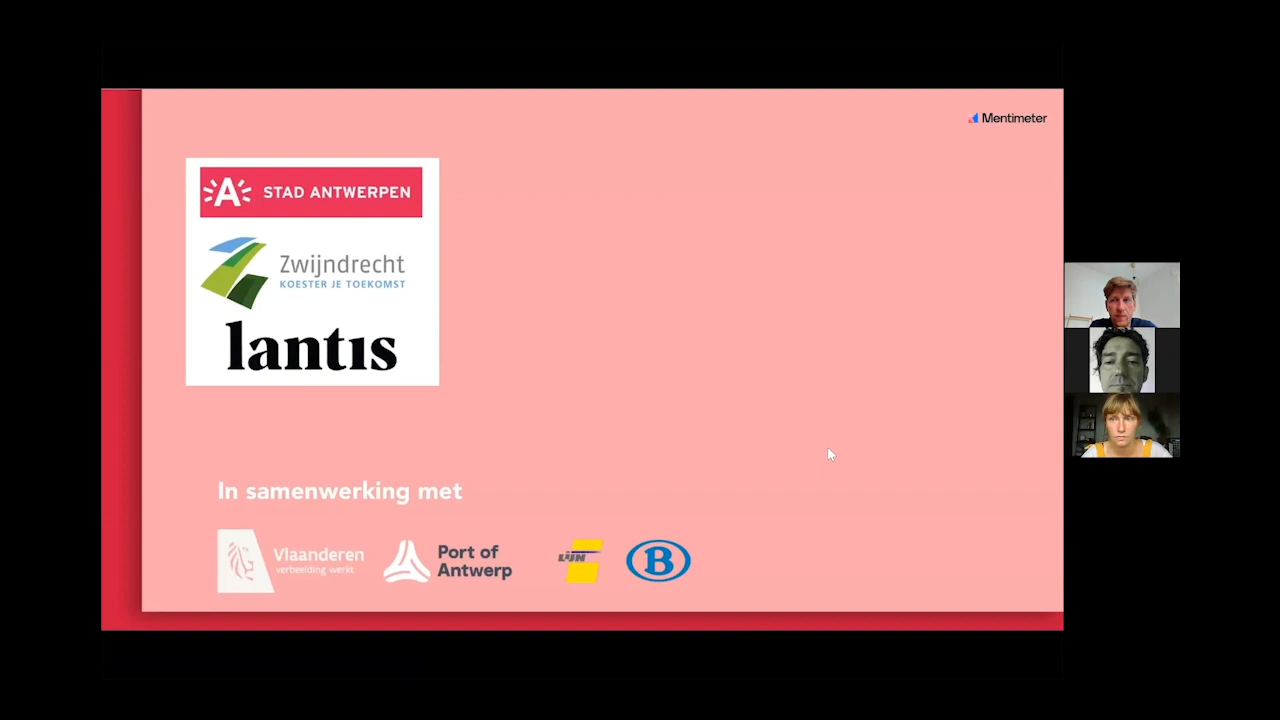 Mentimeter
A STAD ANTWERPEN
Zwijndrecht
KOESTER JE TOEKOMST
lantis
In samenwerking met
Vlaanderen
verbeelding werkt
Port of
Antwerp
LIJN
B